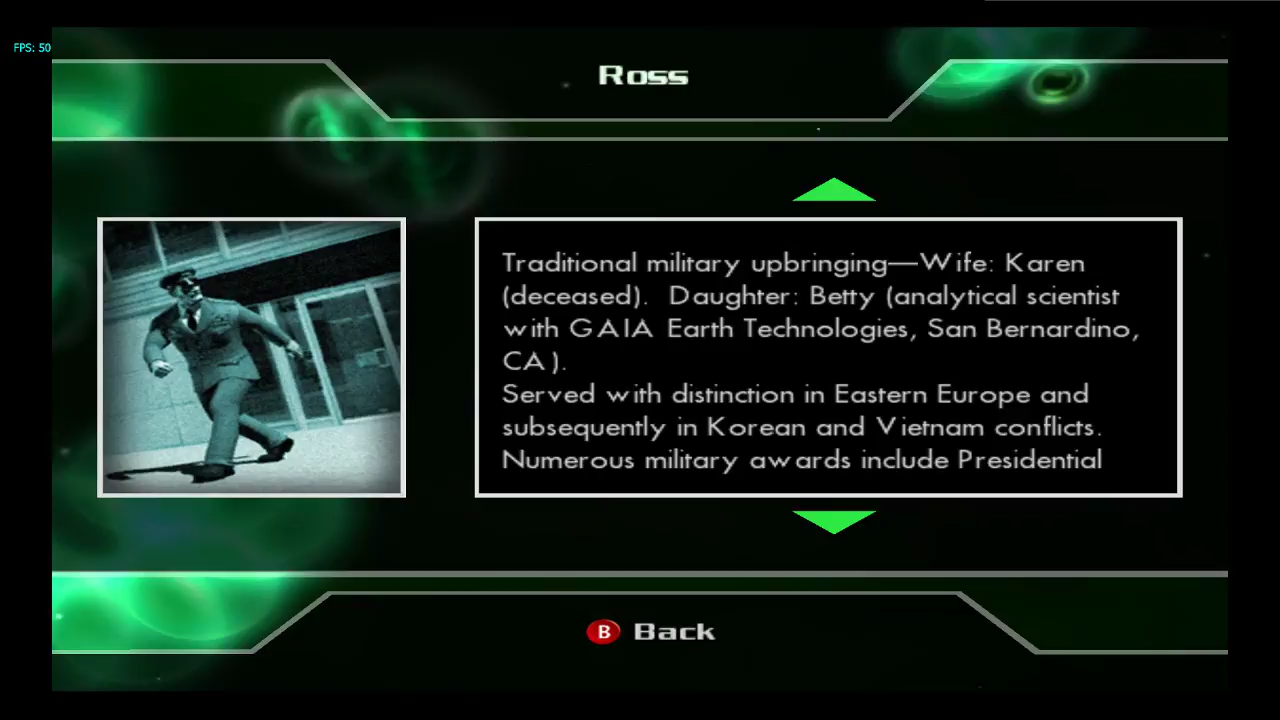 FPS: 50
Ross
Traditional military upbringing—Wife: Karen
(deceased).  Daughter: Betty (analytical scientist
with GAIA Earth Technologies, San Bernardino,
CA).
Served with distinction in Eastern Europe and
subsequently in Korean and Vietnam conflicts.
Numerous military awards include Presidential
B Back